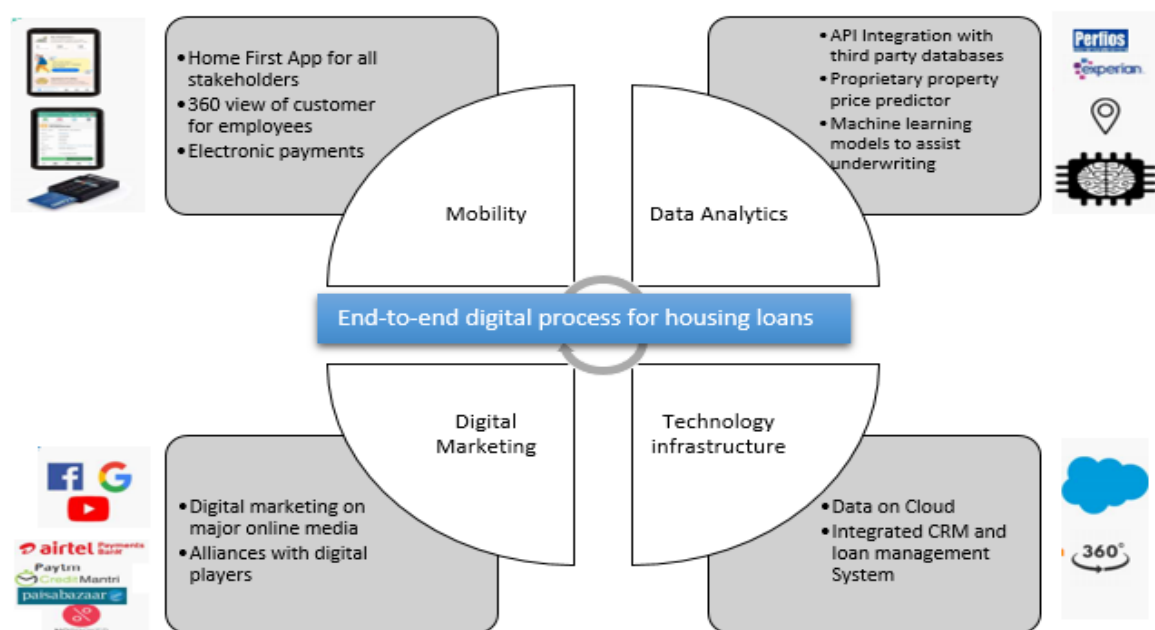 • Home First App for all
stakeholders
• 360 view of customer
for employees
• Electronic payments
• API Integration with
third party databases
• Proprietary property
price predictor
• Machine learning
models to assist
underwriting
Perfios
experian
Mobility
Data Analytics
End-to-end digital process for housing loans
Digital
Marketing
Technology
infrastructure
• Digital marketing on
major online media
• Alliances with digital
players
• Data on Cloud
• Integrated CRM and
loan management
System
f G
airtel Payments
Bank
Paytm
CreditMantri
paisabazaar
360°